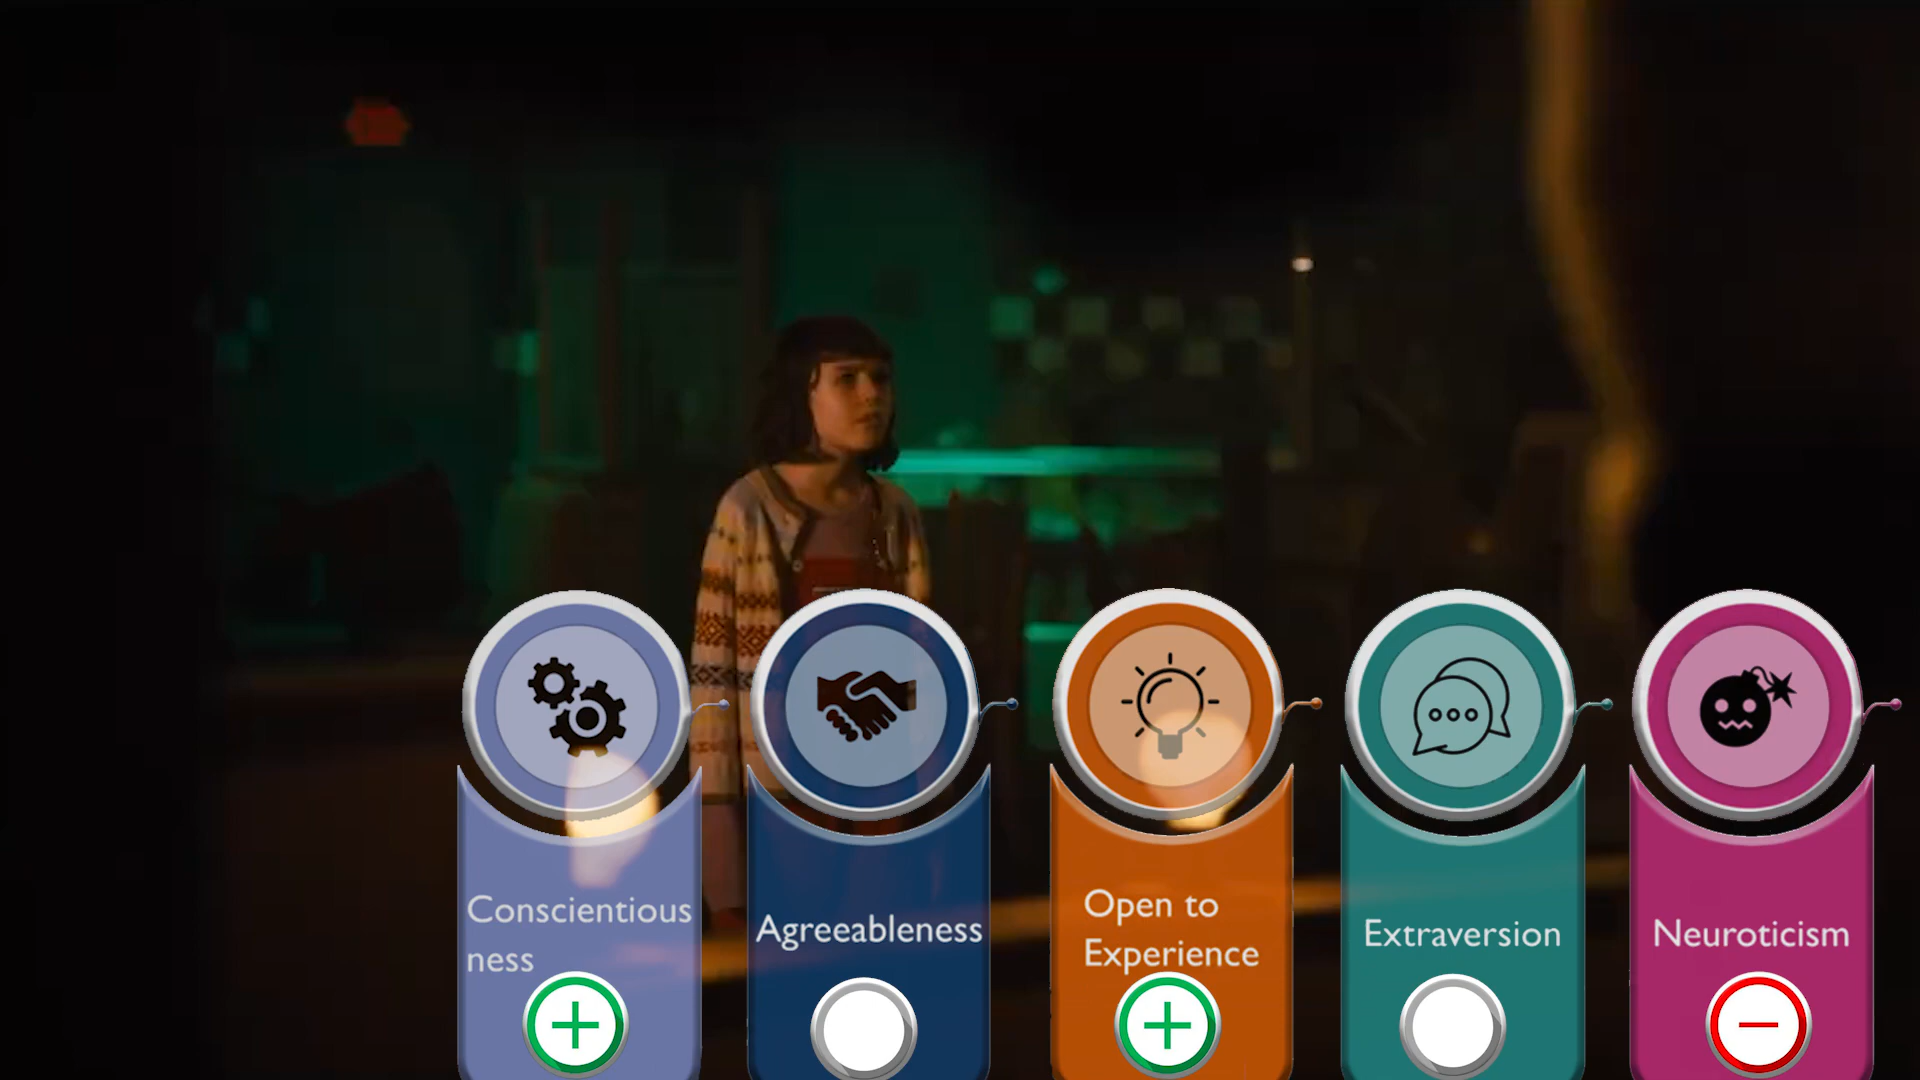 Conscientious
ness
Agreeableness
Open to
Experience
Extraversion
Neuroticism